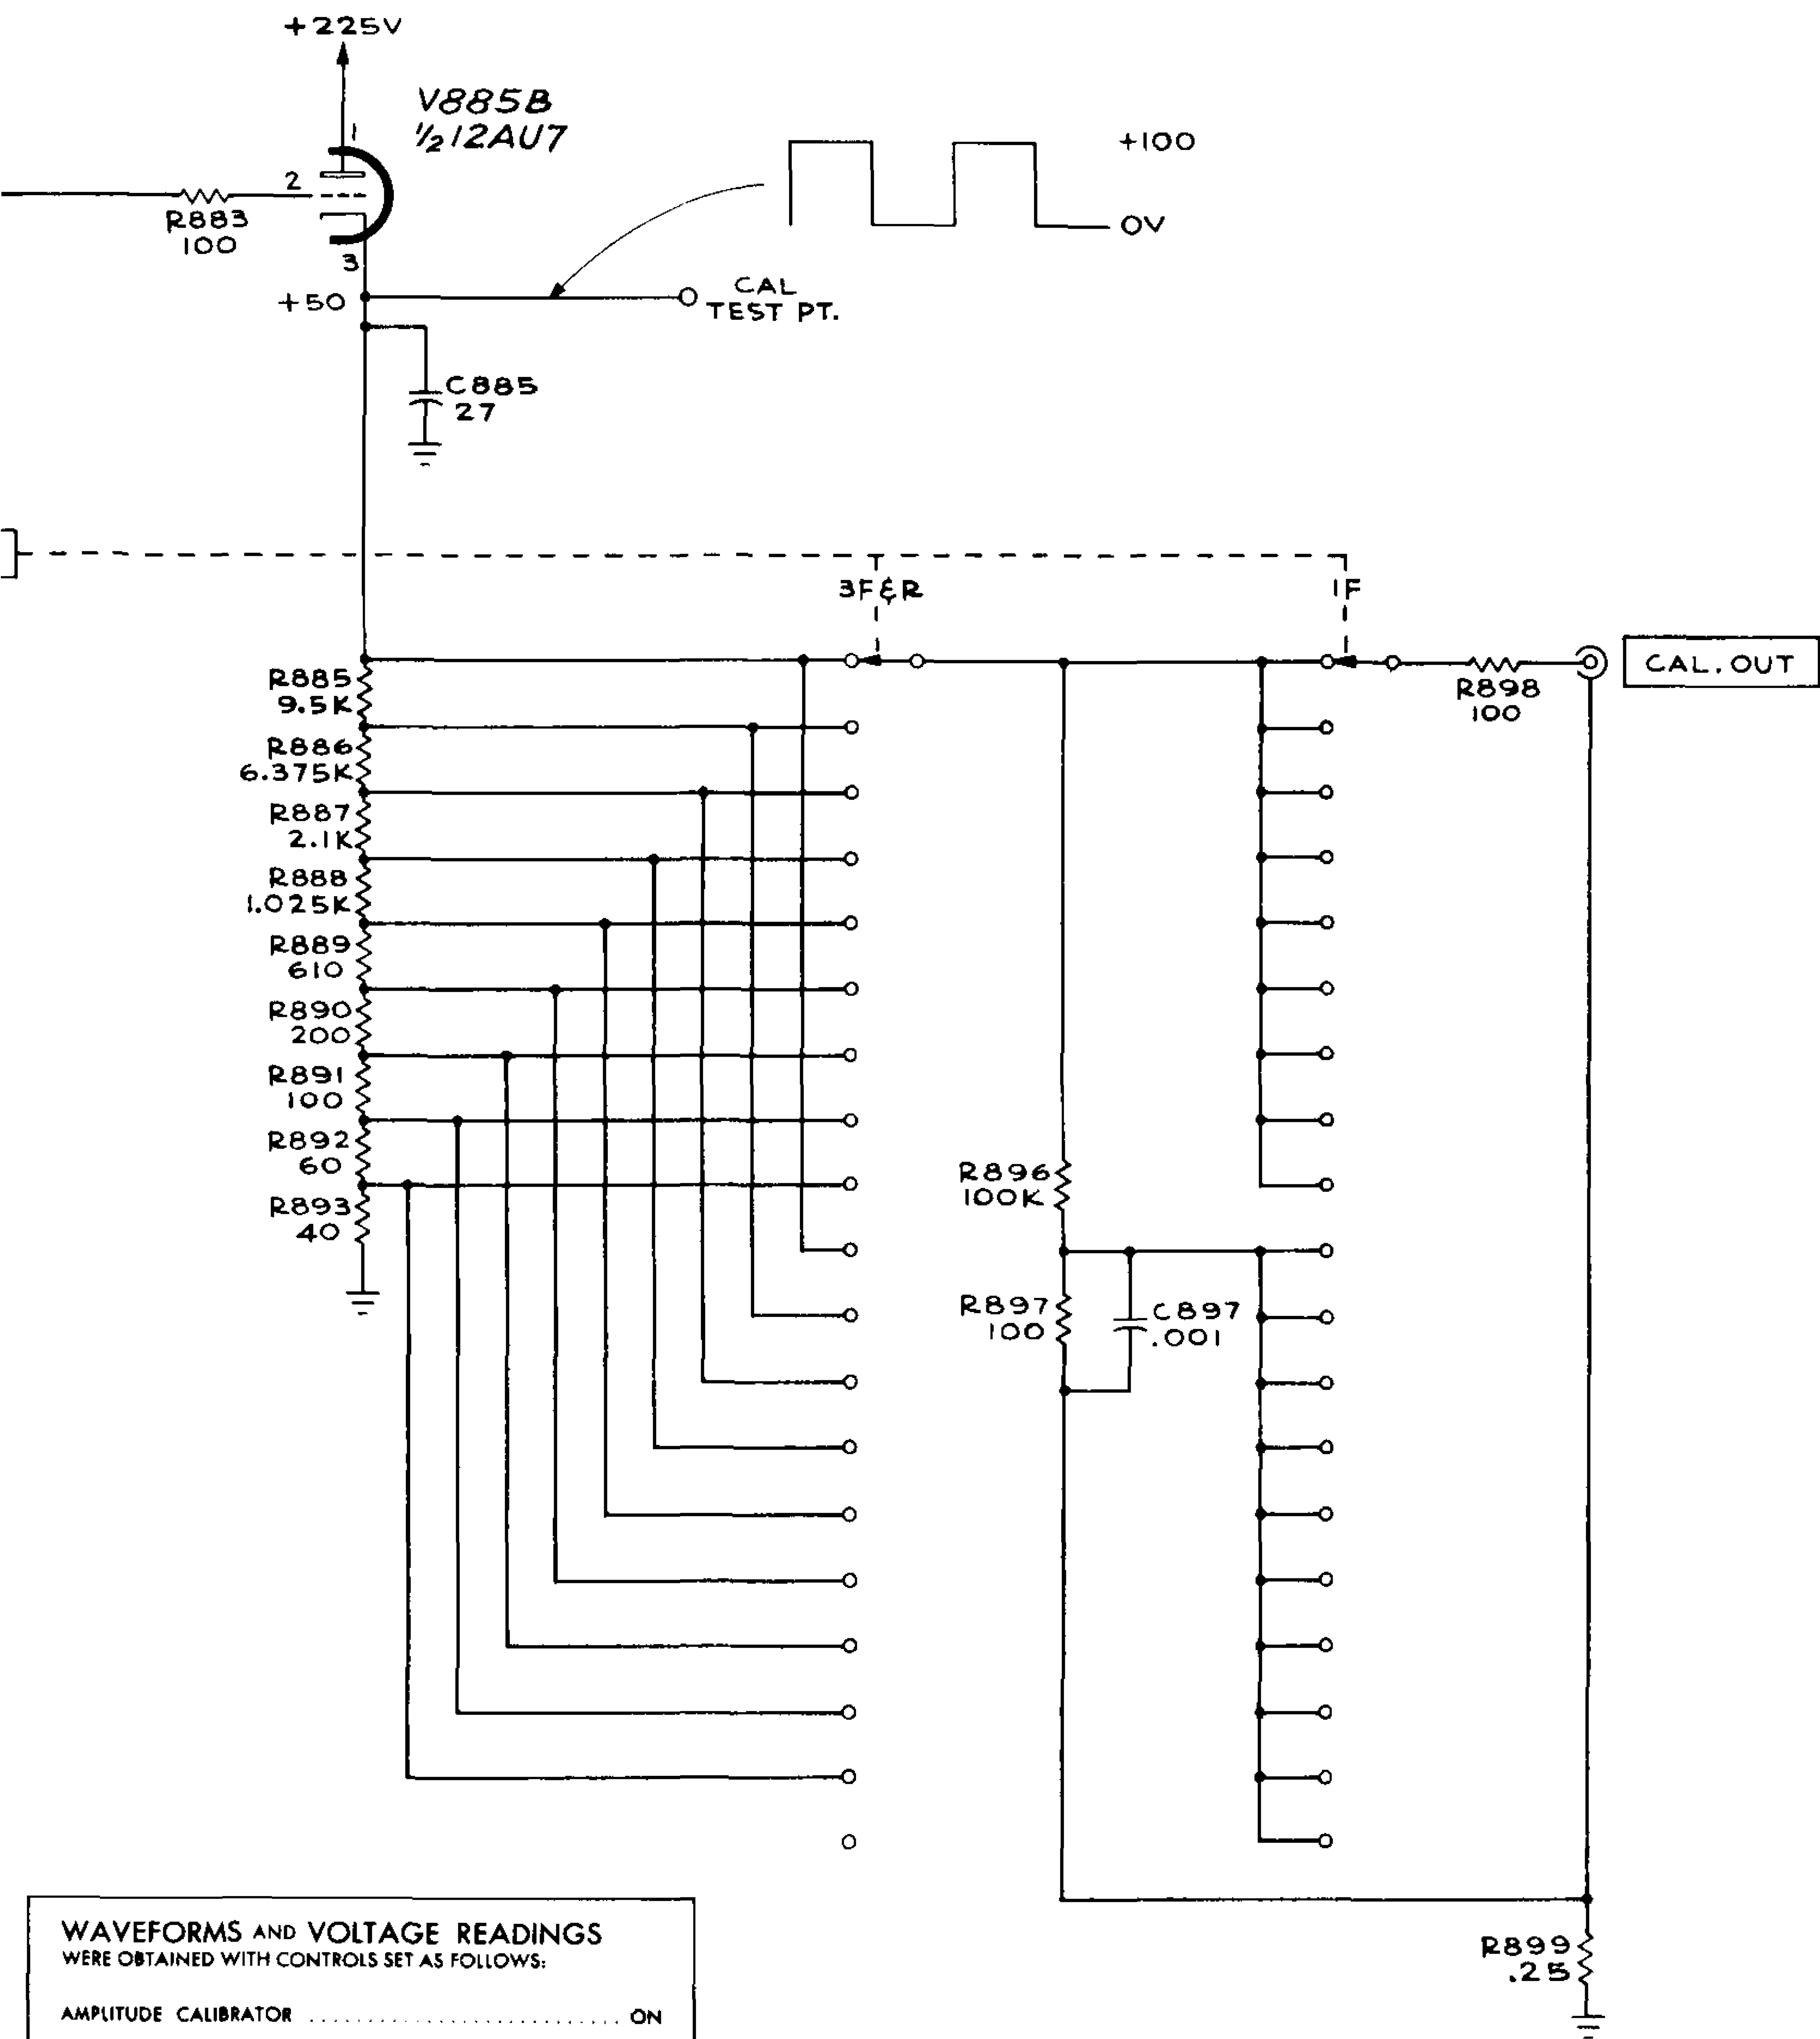 +225V
V885B
½12AU7
1
2
3
R883
100
+100
0V
+50
CAL
TEST PT.
C885
27
3F&R
1F
R885
9.5K
CAL. OUT
R898
100
R886
6.375K
R887
2.1K
R888
1.025K
R889
610
R890
200
R891
100
R892
60
R893
40
R896
100K
R897
100
C897
.001
WAVEFORMS AND VOLTAGE READINGS
WERE OBTAINED WITH CONTROLS SET AS FOLLOWS:
AMPLITUDE CALIBRATOR ............................ ON
R899
.25